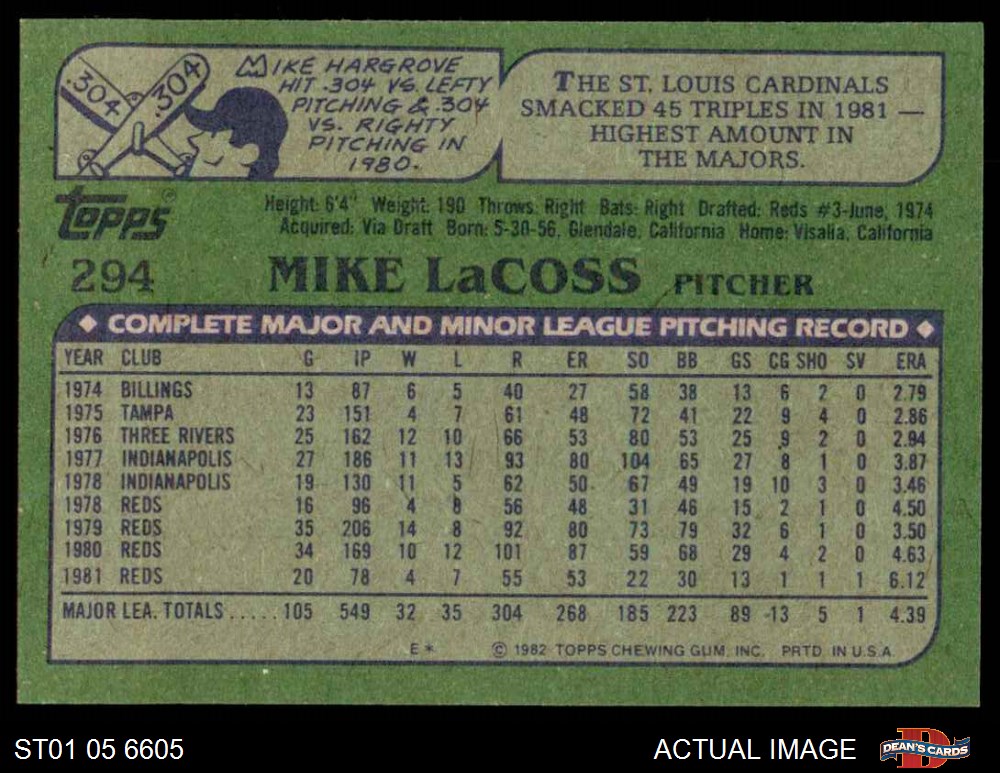 .304
.304
MIKE HARGROVE
HIT .304 VS. LEFTY
PITCHING & .304
VS. RIGHTY
PITCHING IN
1980.
THE ST. LOUIS CARDINALS
SMACKED 45 TRIPLES IN 1981 —
HIGHEST AMOUNT IN
THE MAJORS.
Topps®
Height: 6'4" Weight: 190 Throws: Right Bats: Right Drafted: Reds #3-June, 1974
Acquired: Via Draft Born: 5-30-56, Glendale, California Home: Visalia, California
294 MIKE LaCOSS PITCHER
◆ COMPLETE MAJOR AND MINOR LEAGUE PITCHING RECORD ◆
YEAR CLUB G IP W L R ER SO BB GS CG SHO SV ERA
1974 BILLINGS 13 87 6 5 40 27 58 38 13 6 2 0 2.79
1975 TAMPA 23 151 4 7 61 48 72 41 22 9 4 0 2.86
1976 THREE RIVERS 25 162 12 10 66 53 80 53 25 9 2 0 2.94
1977 INDIANAPOLIS 27 186 11 13 93 80 104 65 27 8 1 0 3.87
1978 INDIANAPOLIS 19 130 11 5 62 50 67 49 19 10 3 0 3.46
1978 REDS 16 96 4 8 56 48 31 46 15 2 1 0 4.50
1979 REDS 35 206 14 8 92 80 73 79 32 6 1 0 3.50
1980 REDS 34 169 10 12 101 87 59 68 29 4 2 0 4.63
1981 REDS 20 78 4 7 55 53 22 30 13 1 1 1 6.12
MAJOR LEA. TOTALS ..... 105 549 32 35 304 268 185 223 89 13 5 1 4.39
E* © 1982 TOPPS CHEWING GUM, INC. PRTD. IN U.S.A.
ST01 05 6605
ACTUAL IMAGE
D
DEAN'S CARDS